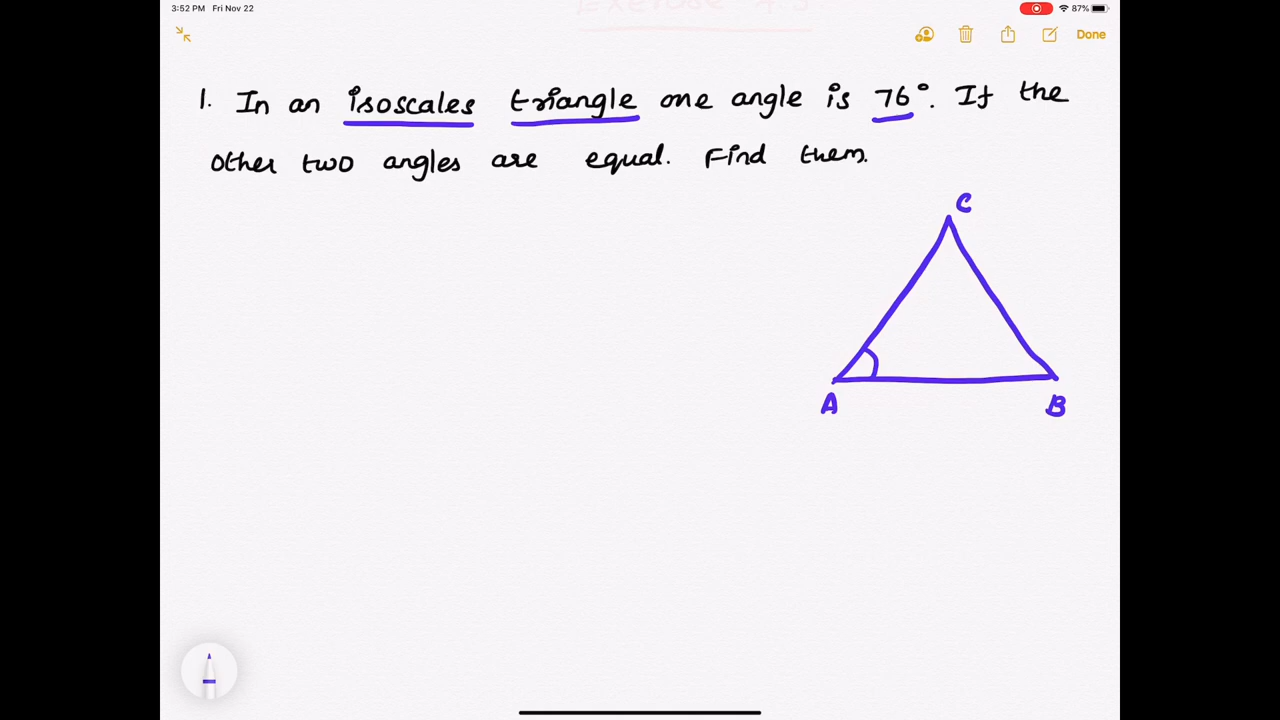 3:52 PM Fri Nov 22
87%
Done
1. In an isoscales triangle one angle is 76°. If the
other two angles are equal. Find them.
C
A
B